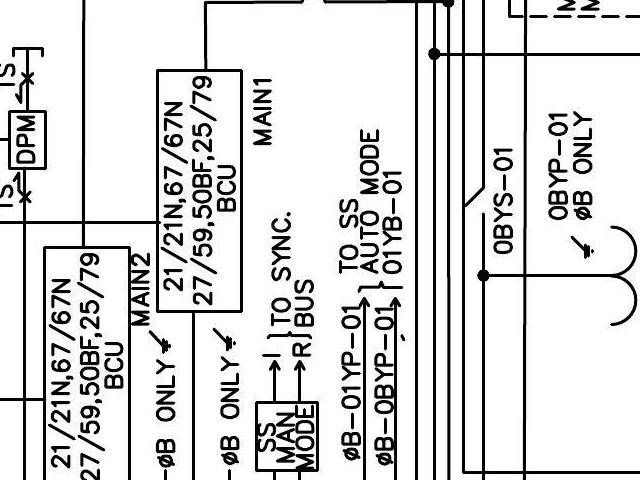 DPM
21/21N,67/67N
27/59,50BF,25/79
BCU
MAIN2
21/21N,67/67N
27/59,50BF,25/79
BCU
MAIN1
ØB ONLY
ØB ONLY
TO SYNC.
BUS
I
R
SS
MAN
MODE
TO SS
AUTO MODE
01YB-01
ØB-01YP-01
ØB-0BYP-01
0BYS-01
0BYP-01
ØB ONLY